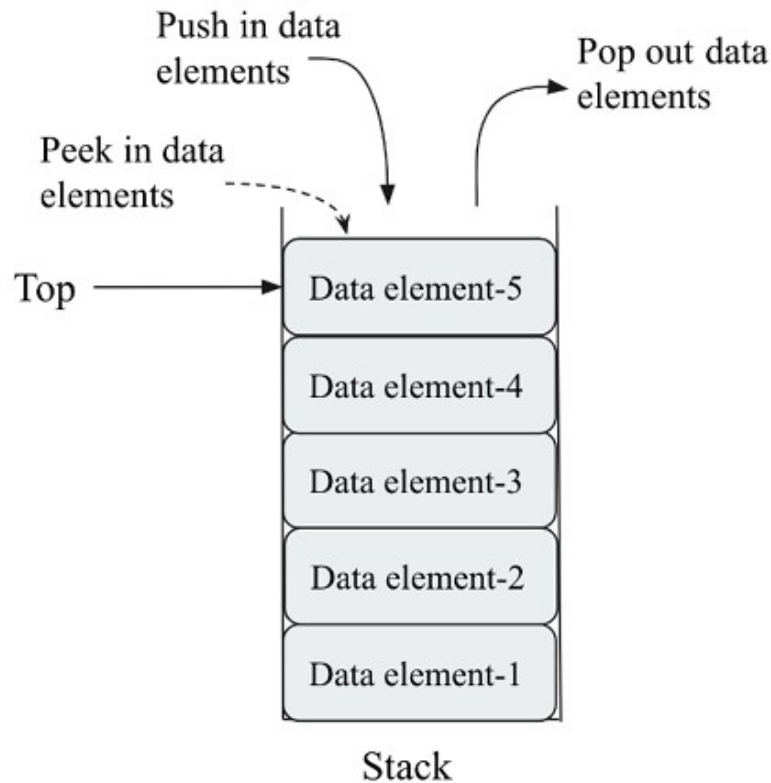 Push in data
elements
Pop out data
elements
Peek in data
elements
Top
Data element-5
Data element-4
Data element-3
Data element-2
Data element-1
Stack